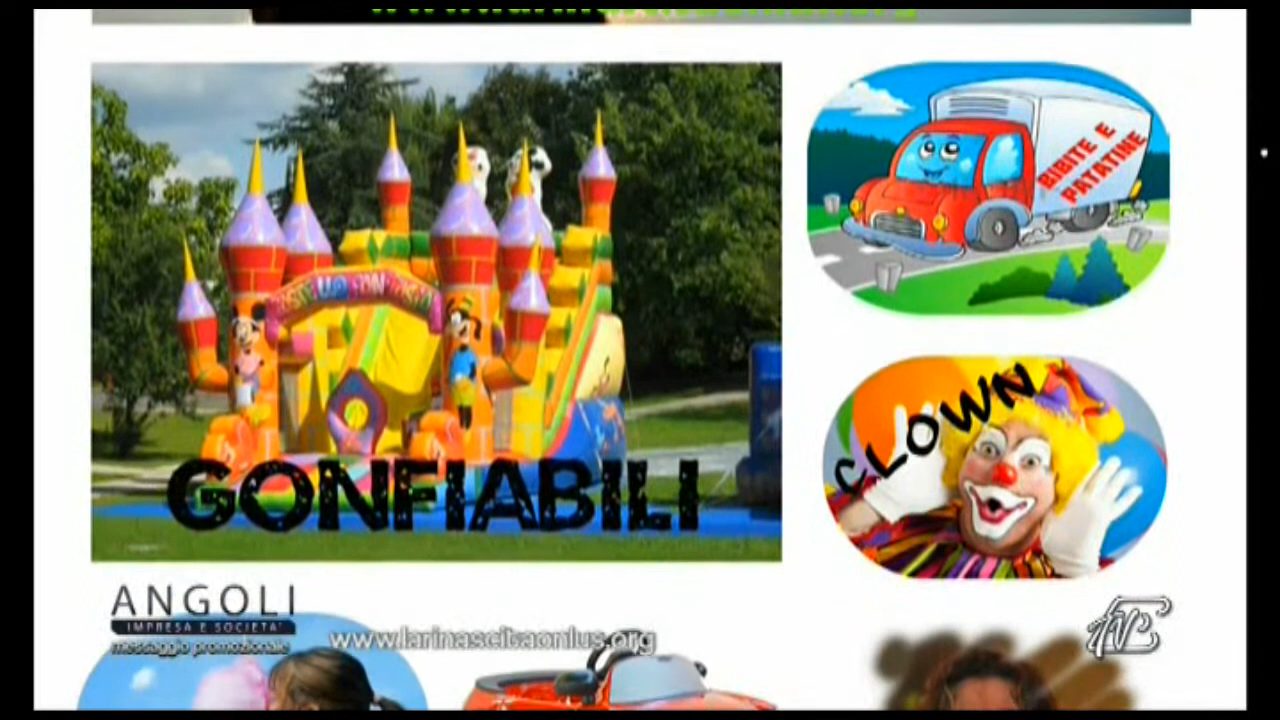 BIBITE E
PATATINE
CLOWN
GONFIABILI
ANGOLI
IMPRESA E SOCIETA'
messaggio promozionale
www.larinascitaonlus.org